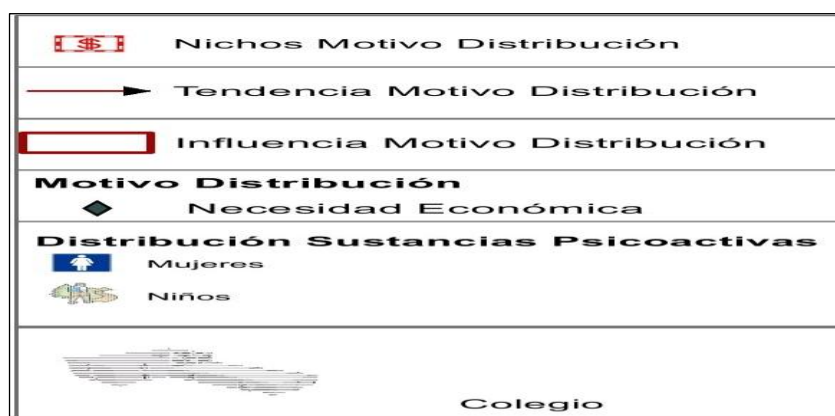 $ Nichos Motivo Distribución
Tendencia Motivo Distribución
Influencia Motivo Distribución
Motivo Distribución
Necesidad Económica
Distribución Sustancias Psicoactivas
Mujeres
Niños
Colegio